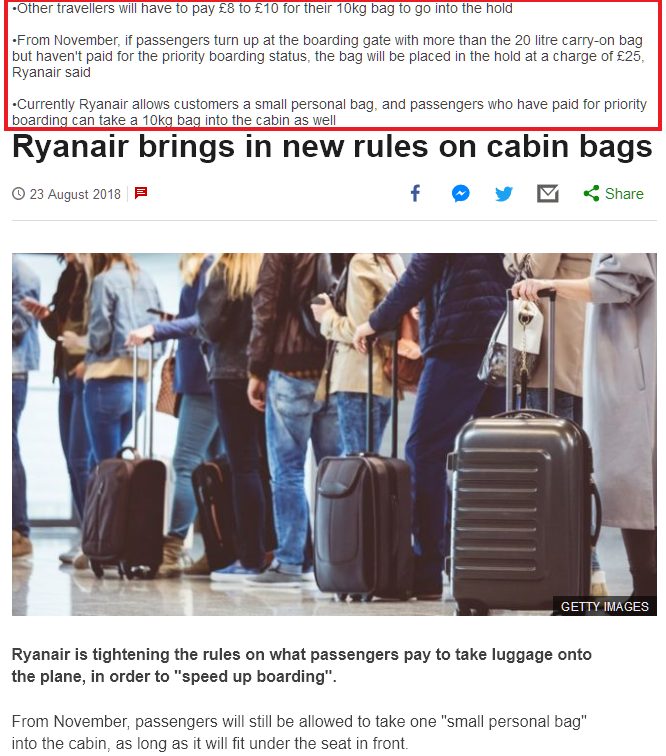 •Other travellers will have to pay £8 to £10 for their 10kg bag to go into the hold
•From November, if passengers turn up at the boarding gate with more than the 20 litre carry-on bag
but haven't paid for the priority boarding status, the bag will be placed in the hold at a charge of £25,
Ryanair said
•Currently Ryanair allows customers a small personal bag, and passengers who have paid for priority
boarding can take a 10kg bag into the cabin as well
Ryanair brings in new rules on cabin bags
23 August 2018
Share
GETTY IMAGES
Ryanair is tightening the rules on what passengers pay to take luggage onto
the plane, in order to "speed up boarding".
From November, passengers will still be allowed to take one "small personal bag"
into the cabin, as long as it will fit under the seat in front.